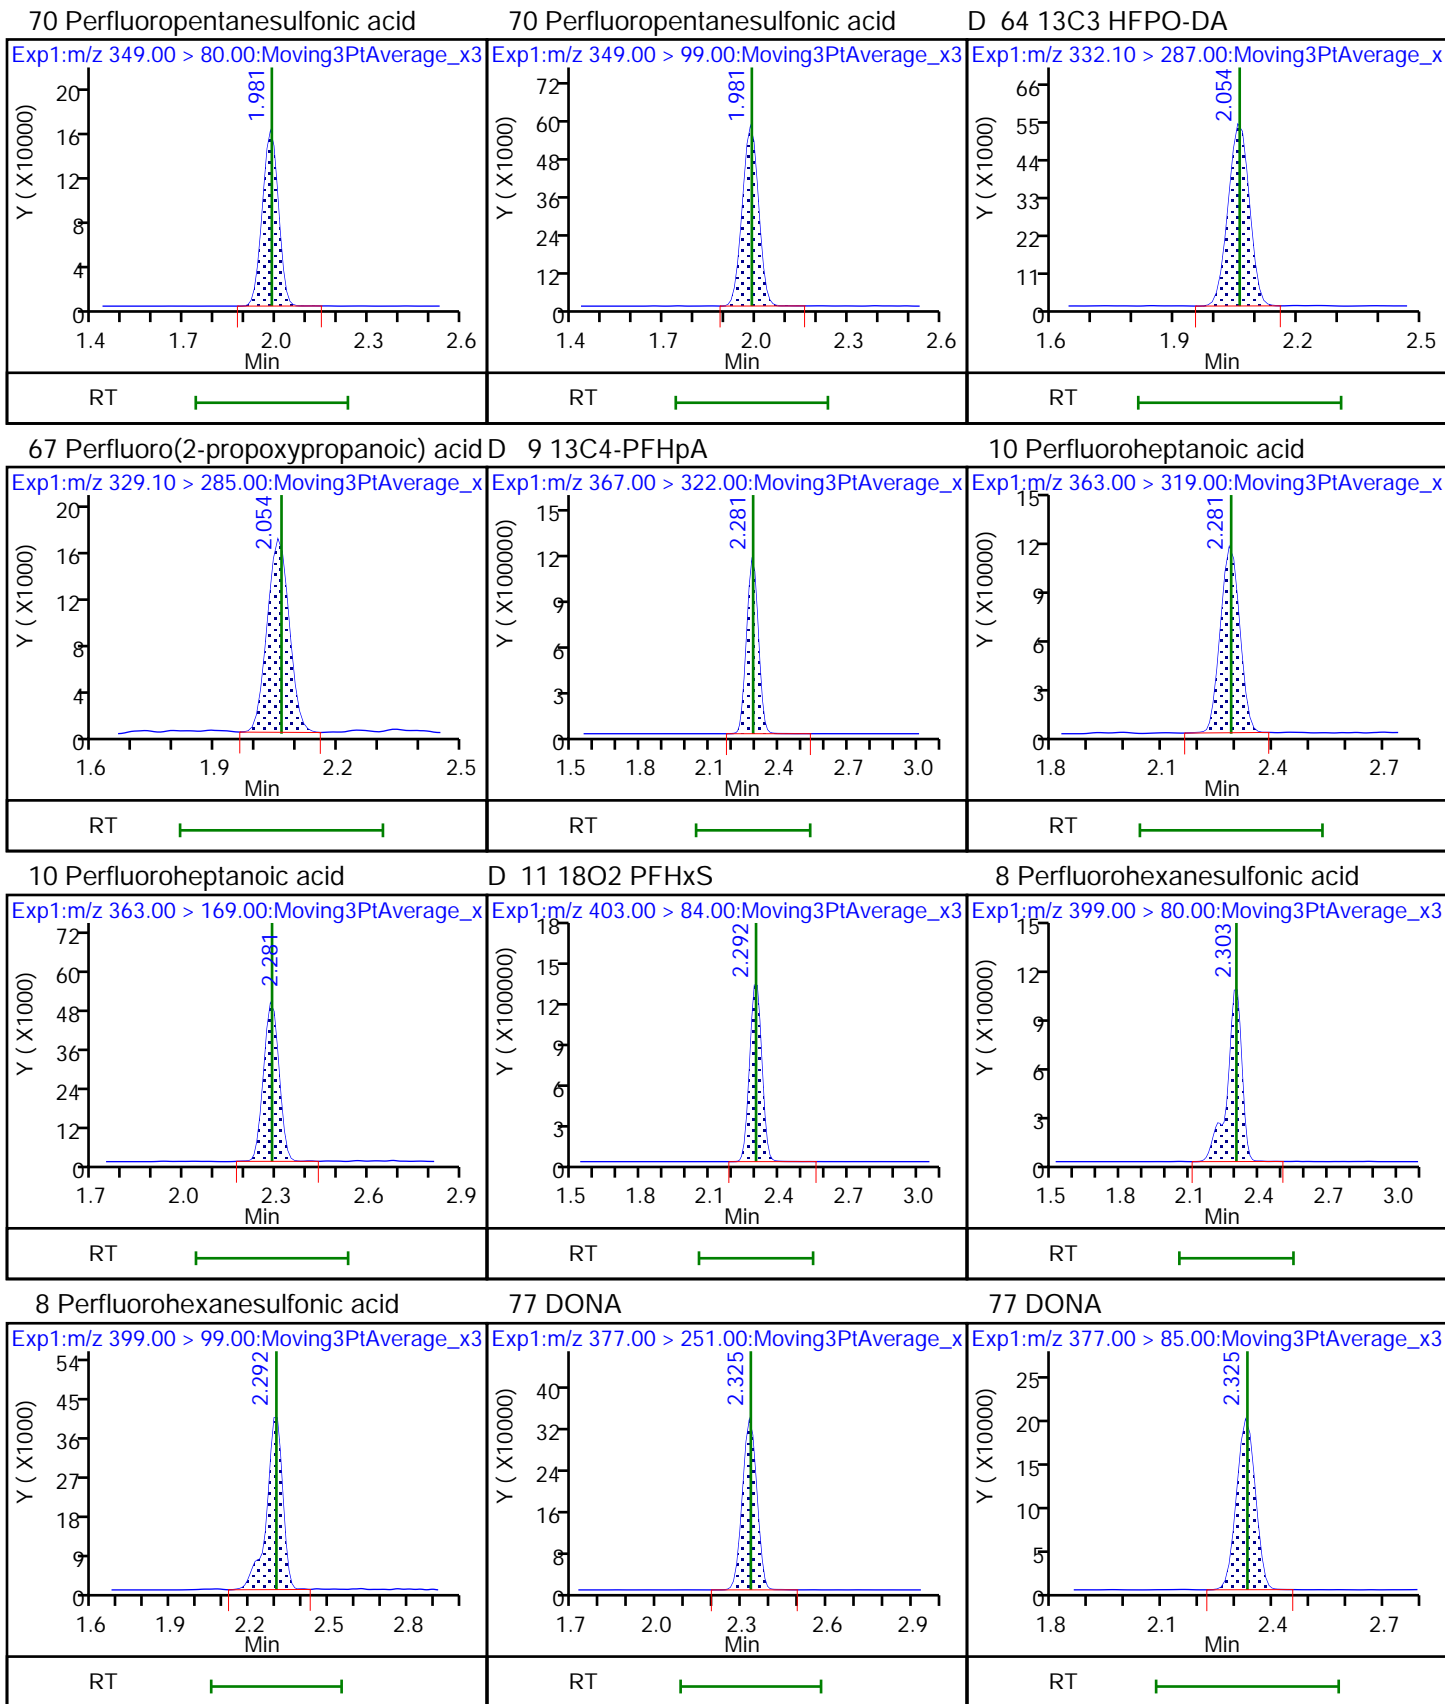 70 Perfluoropentanesulfonic acid
Exp1:m/z 349.00 > 80.00:Moving3PtAverage_x3
1.981
Y ( X10000)
20
16
12
8
4
0
1.4 1.7 2.0 2.3 2.6
Min
RT
70 Perfluoropentanesulfonic acid
Exp1:m/z 349.00 > 99.00:Moving3PtAverage_x3
1.981
Y ( X1000)
72
60
48
36
24
12
0
1.4 1.7 2.0 2.3 2.6
Min
RT
D 64 13C3 HFPO-DA
Exp1:m/z 332.10 > 287.00:Moving3PtAverage_x
2.054
Y ( X1000)
66
55
44
33
22
11
0
1.6 1.9 2.2 2.5
Min
RT
67 Perfluoro(2-propoxypropanoic) acid
Exp1:m/z 329.10 > 285.00:Moving3PtAverage_x
2.054
Y ( X1000)
20
16
12
8
4
0
1.6 1.9 2.2 2.5
Min
RT
D 9 13C4-PFHpA
Exp1:m/z 367.00 > 322.00:Moving3PtAverage_x
2.281
Y ( X100000)
15
12
9
6
3
0
1.5 1.8 2.1 2.4 2.7 3.0
Min
RT
10 Perfluoroheptanoic acid
Exp1:m/z 363.00 > 319.00:Moving3PtAverage_x
2.281
Y ( X10000)
15
12
9
6
3
0
1.8 2.1 2.4 2.7
Min
RT
10 Perfluoroheptanoic acid
Exp1:m/z 363.00 > 169.00:Moving3PtAverage_x
2.281
Y ( X1000)
72
60
48
36
24
12
0
1.7 2.0 2.3 2.6 2.9
Min
RT
D 11 18O2 PFHxS
Exp1:m/z 403.00 > 84.00:Moving3PtAverage_x3
2.292
Y ( X100000)
18
15
12
9
6
3
0
1.5 1.8 2.1 2.4 2.7 3.0
Min
RT
8 Perfluorohexanesulfonic acid
Exp1:m/z 399.00 > 80.00:Moving3PtAverage_x3
2.303
Y ( X10000)
15
12
9
6
3
0
1.5 1.8 2.1 2.4 2.7 3.0
Min
RT
8 Perfluorohexanesulfonic acid
Exp1:m/z 399.00 > 99.00:Moving3PtAverage_x3
2.292
Y ( X1000)
54
45
36
27
18
9
0
1.6 1.9 2.2 2.5 2.8
Min
RT
77 DONA
Exp1:m/z 377.00 > 251.00:Moving3PtAverage_x
2.325
Y ( X10000)
40
32
24
16
8
0
1.7 2.0 2.3 2.6 2.9
Min
RT
77 DONA
Exp1:m/z 377.00 > 85.00:Moving3PtAverage_x3
2.325
Y ( X10000)
25
20
15
10
5
0
1.8 2.1 2.4 2.7
Min
RT